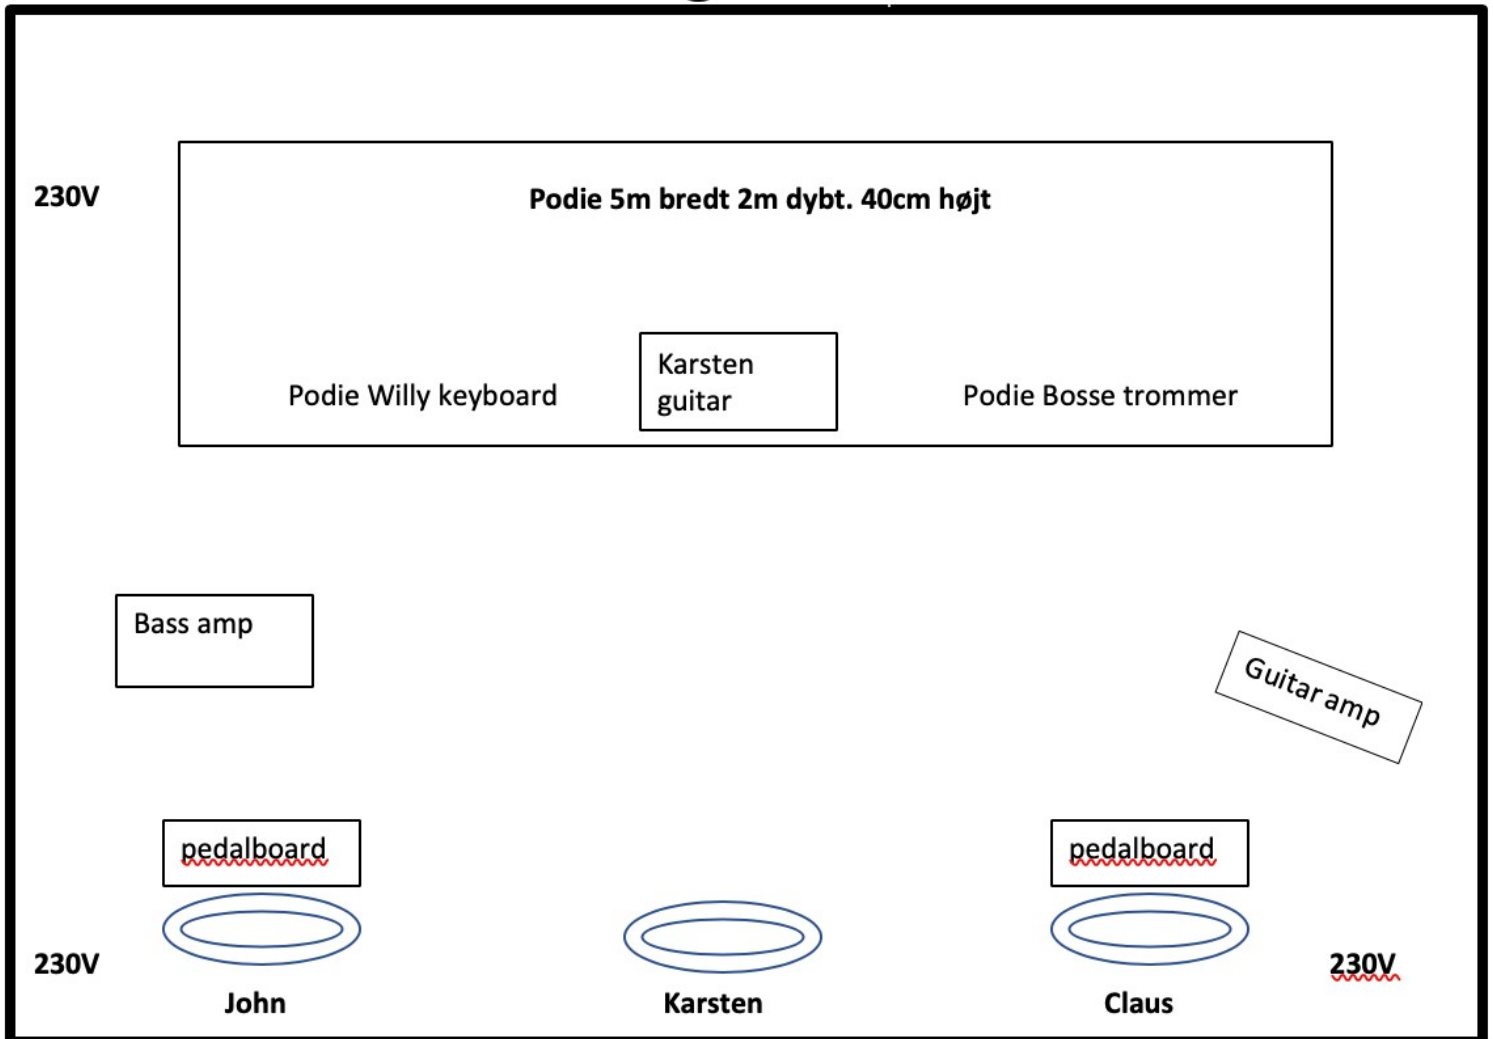 230V
Podie 5m bredt 2m dybt. 40cm højt
Karsten
guitar
Podie Willy keyboard
Podie Bosse trommer
Bass amp
Guitar amp
pedalboard
pedalboard
230V
230V
John
Karsten
Claus